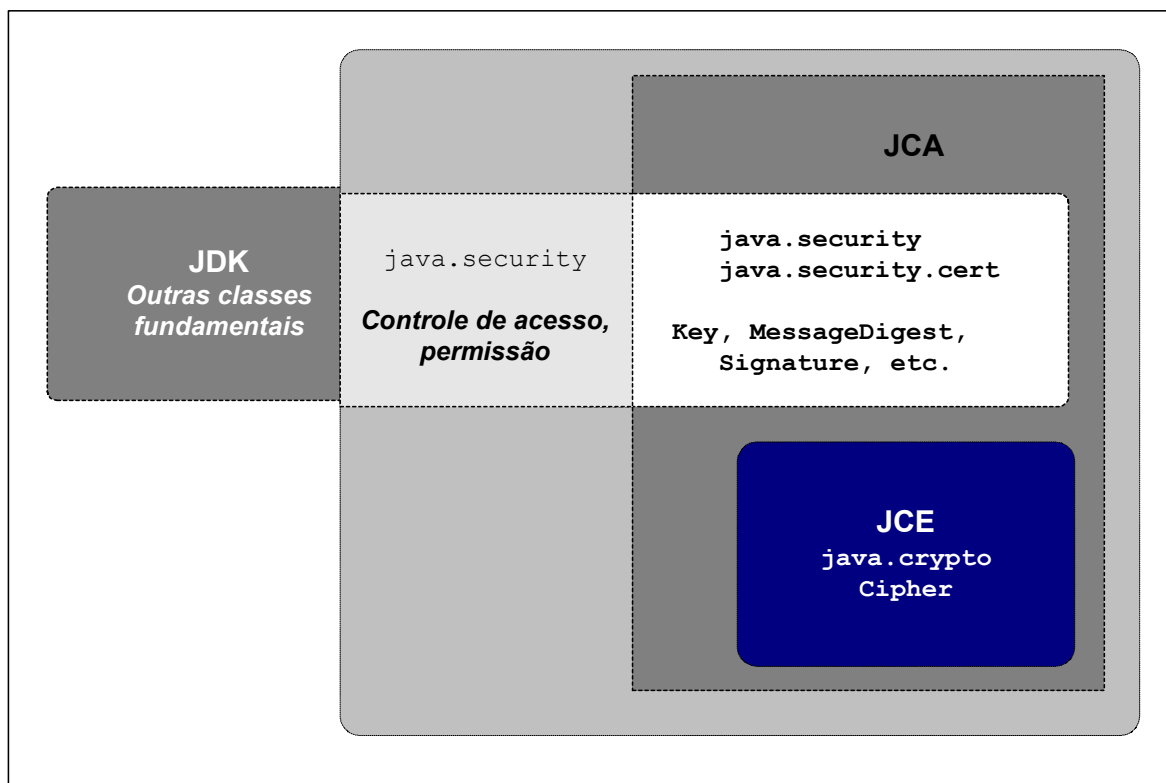 JCA
JDK
Outras classes
fundamentais
java.security
Controle de acesso,
permissão
java.security
java.security.cert
Key, MessageDigest,
Signature, etc.
JCE
java.crypto
Cipher